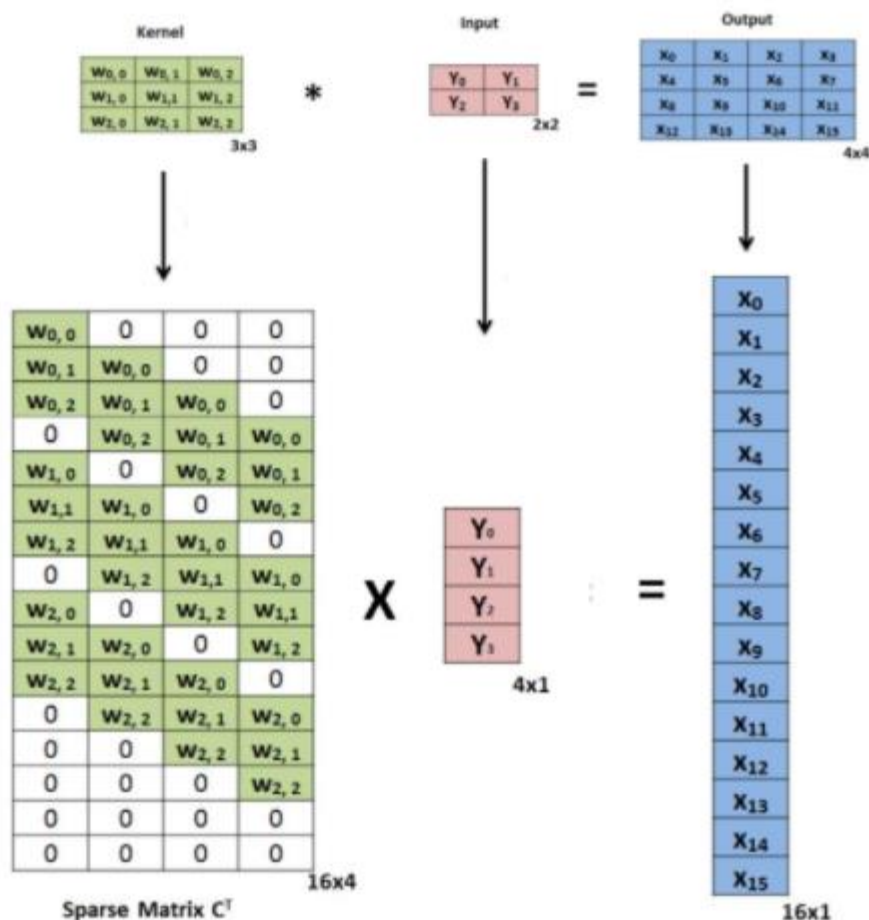 Kernel Input Output
w0, 0 w0, 1 w0, 2
w1, 0 w1,1 w1, 2
w2, 0 w2, 1 w2, 2
3x3
*
Y0 Y1
Y2 Y3
2x2
=
x0 x1 x2 x3
x4 x5 x6 x7
x8 x9 x10 x11
x12 x13 x14 x15
4x4
w0, 0 0 0 0
w0, 1 w0, 0 0 0
w0, 2 w0, 1 w0, 0 0
0 w0, 2 w0, 1 w0, 0
w1, 0 0 w0, 2 w0, 1
w1,1 w1, 0 0 w0, 2
w1, 2 w1,1 w1, 0 0
0 w1, 2 w1,1 w1, 0
w2, 0 0 w1, 2 w1,1
w2, 1 w2, 0 0 w1, 2
w2, 2 w2, 1 w2, 0 0
0 w2, 2 w2, 1 w2, 0
0 0 w2, 2 w2, 1
0 0 0 w2, 2
0 0 0 0
0 0 0 0
16x4
Sparse Matrix Cᵀ
X
Y0
Y1
Y2
Y3
4x1
=
x0
x1
x2
x3
x4
x5
x6
x7
x8
x9
x10
x11
x12
x13
x14
x15
16x1